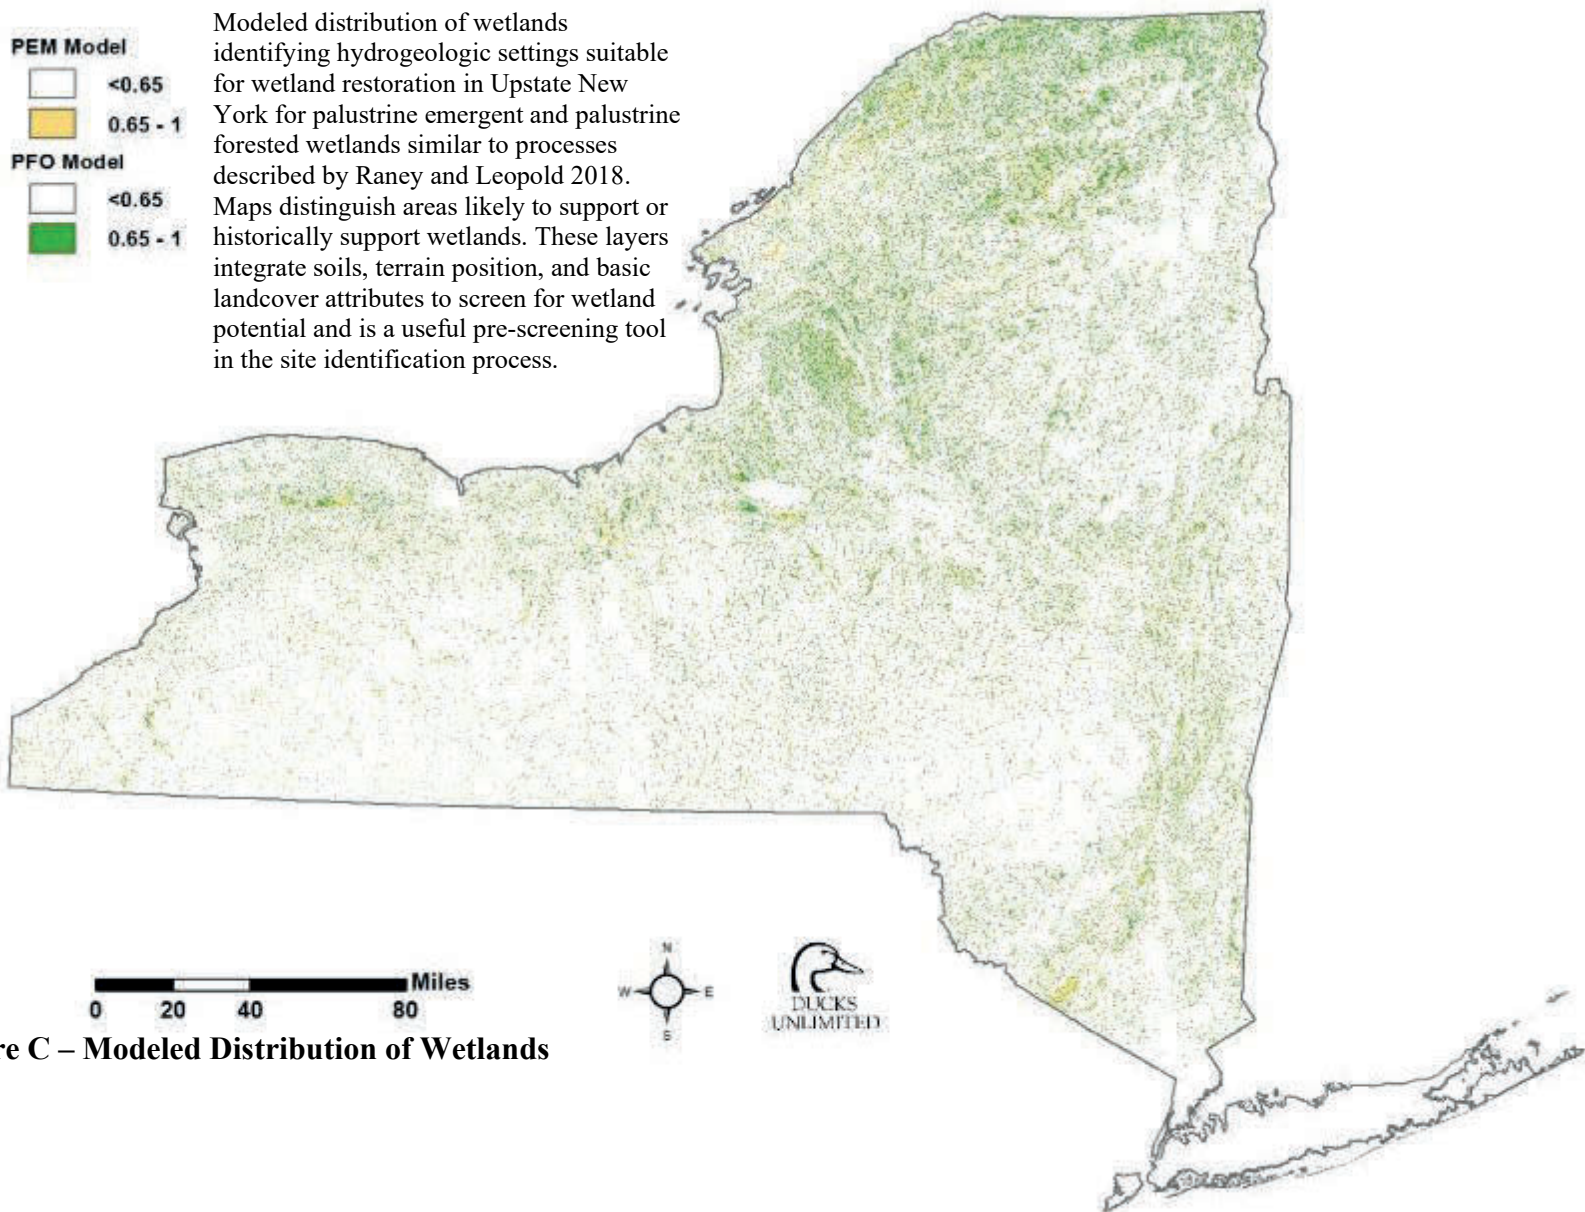 PEM Model
<0.65
0.65 - 1
PFO Model
<0.65
0.65 - 1
Modeled distribution of wetlands
identifying hydrogeologic settings suitable
for wetland restoration in Upstate New
York for palustrine emergent and palustrine
forested wetlands similar to processes
described by Raney and Leopold 2018.
Maps distinguish areas likely to support or
historically support wetlands. These layers
integrate soils, terrain position, and basic
landcover attributes to screen for wetland
potential and is a useful pre-screening tool
in the site identification process.
Miles
0 20 40 80
N
W E
S
DUCKS
UNLIMITED
re C – Modeled Distribution of Wetlands